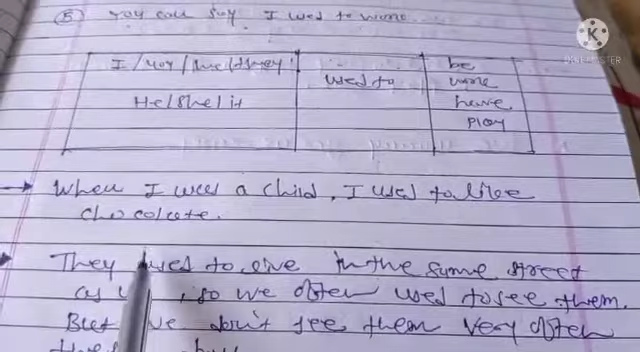 ⑤ You can say I used to work
I/you/we/they
He/she/it
used to
be
work
have
play
→ When I was a child, I used to like
chocolate.
They used to live in the same street
as , so we often used to see them.
But we don't see them very often